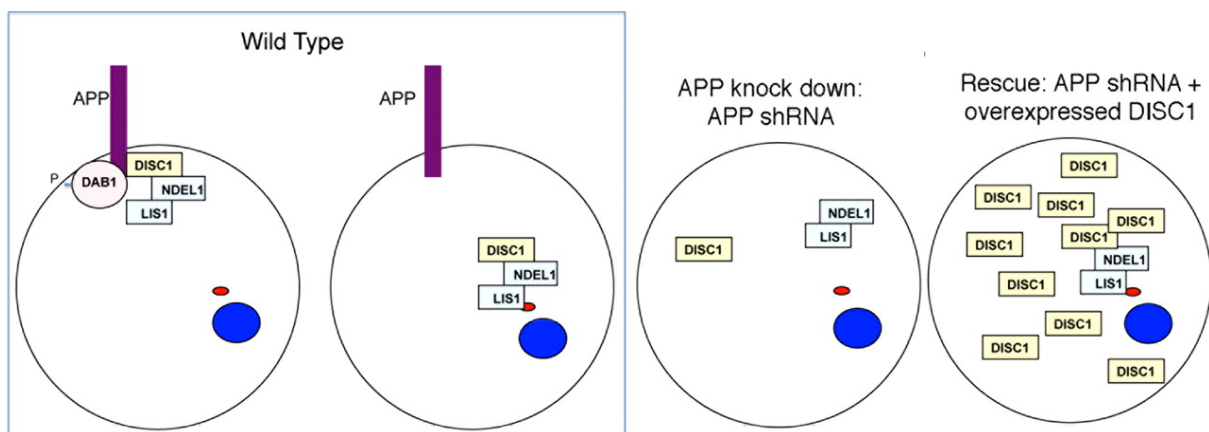 Wild Type
APP
DISC1
P
DAB1
NDEL1
LIS1
APP
DISC1
NDEL1
LIS1
APP knock down:
APP shRNA
NDEL1
LIS1
DISC1
Rescue: APP shRNA +
overexpressed DISC1
DISC1
DISC1
DISC1
DISC1
DISC1
DISC1
NDEL1
LIS1
DISC1
DISC1
DISC1
DISC1